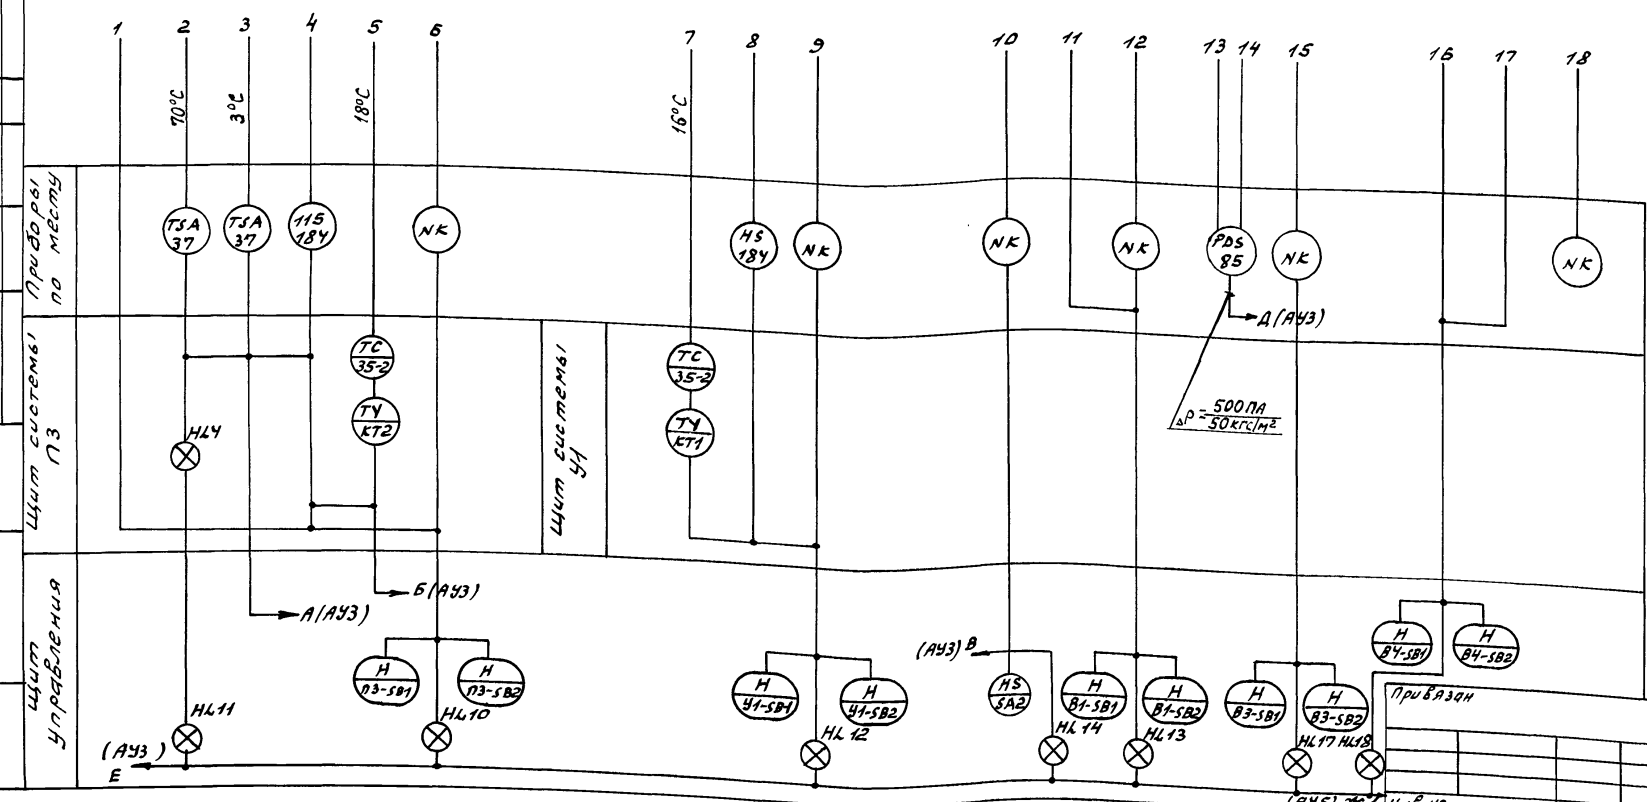 1 2 3 4 5 6 7 8 9 10 11 12 13 14 15 16 17 18
70°С
3°С
18°С
16°С
Приборы
по месту
TSA
37
TSA
37
115
184
NK
HS
184
NK
NK
NK
PDS
85
NK
NK
Д(АУ3)
Щит системы
П3
TC
35-2
TY
KT2
HL4
Щит системы
У1
TC
35-2
TY
KT1
ΔP= 500 ПА
50 кгс/м²
Щит
Управления
А(АУ3)
Б(АУ3)
H
П3-SB1
H
П3-SB2
HL11
HL10
(АУ3)
Е
H
У1-SB1
H
У1-SB2
HL12
(АУ3) В
HS
SA2
HL14
H
В1-SB1
H
В1-SB2
HL13
H
В3-SB1
H
В3-SB2
HL17 HL18
H
В4-SB1
H
В4-SB2
Привязан